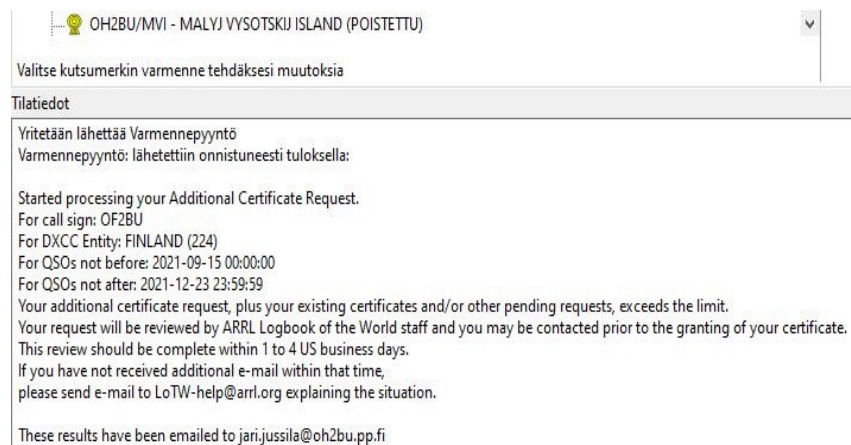 OH2BU/MVI - MALYJ VYSOTSKIJ ISLAND (POISTETTU)
Valitse kutsumerkin varmenne tehdäksesi muutoksia
Tilatiedot
Yritetään lähettää Varmennepyyntö
Varmennepyyntö: lähetettiin onnistuneesti tuloksella:
Started processing your Additional Certificate Request.
For call sign: OF2BU
For DXCC Entity: FINLAND (224)
For QSOs not before: 2021-09-15 00:00:00
For QSOs not after: 2021-12-23 23:59:59
Your additional certificate request, plus your existing certificates and/or other pending requests, exceeds the limit.
Your request will be reviewed by ARRL Logbook of the World staff and you may be contacted prior to the granting of your certificate.
This review should be complete within 1 to 4 US business days.
If you have not received additional e-mail within that time,
please send e-mail to LoTW-help@arrl.org explaining the situation.
These results have been emailed to jari.jussila@oh2bu.pp.fi